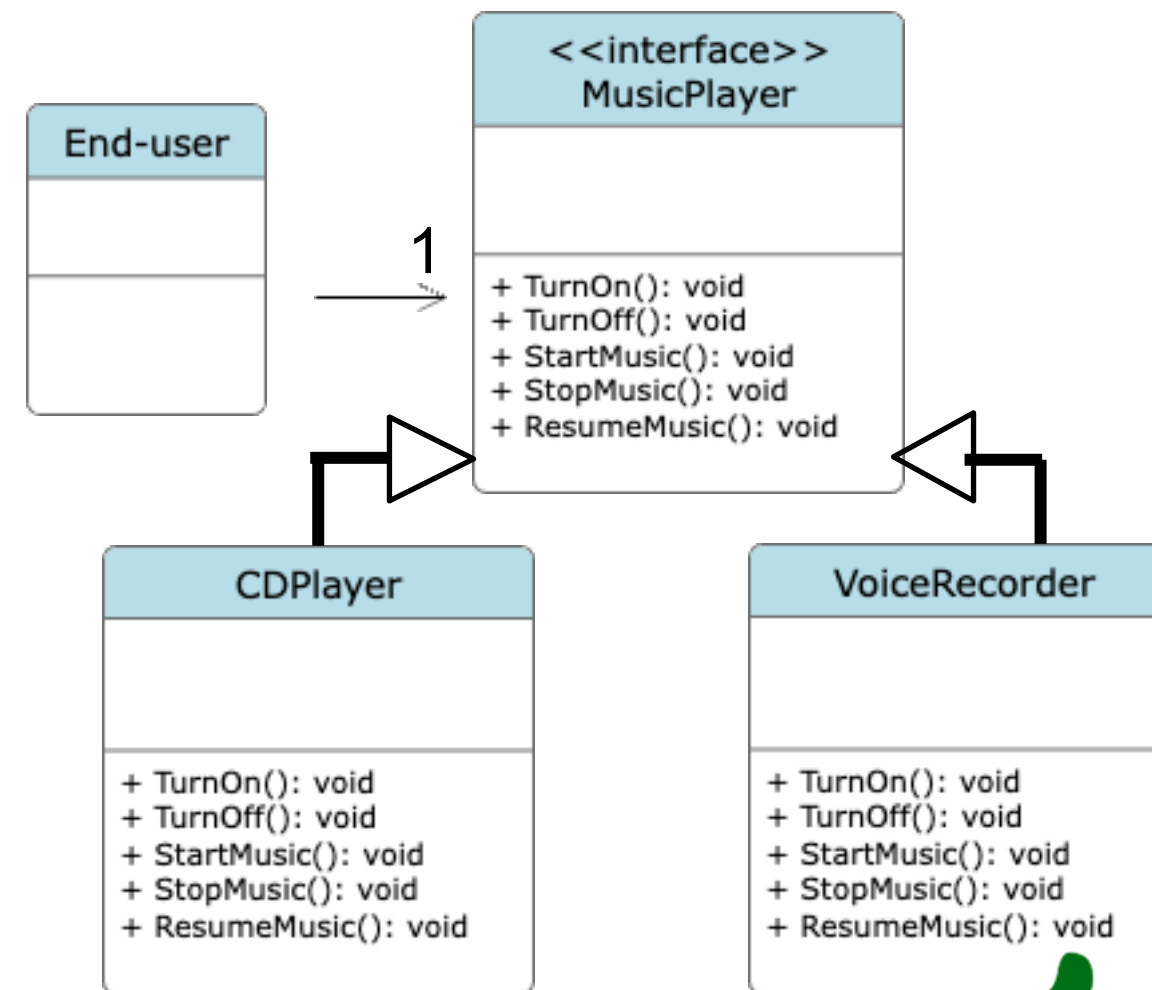 <<interface>>
MusicPlayer
End-user
1
+ TurnOn(): void
+ TurnOff(): void
+ StartMusic(): void
+ StopMusic(): void
+ ResumeMusic(): void
CDPlayer
+ TurnOn(): void
+ TurnOff(): void
+ StartMusic(): void
+ StopMusic(): void
+ ResumeMusic(): void
VoiceRecorder
+ TurnOn(): void
+ TurnOff(): void
+ StartMusic(): void
+ StopMusic(): void
+ ResumeMusic(): void